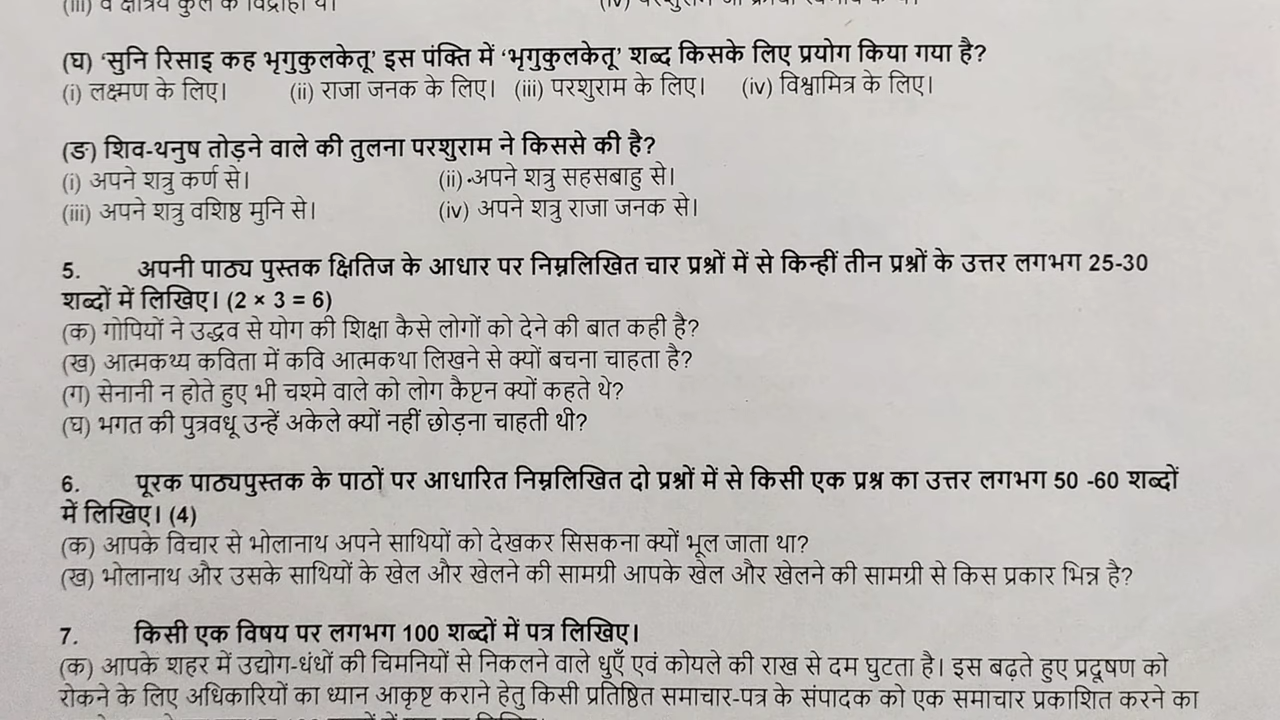 (घ) 'सुनि रिसाइ कह भृगुकुलकेतू' इस पंक्ति में 'भृगुकुलकेतू' शब्द किसके लिए प्रयोग किया गया है?
(i) लक्ष्मण के लिए। (ii) राजा जनक के लिए। (iii) परशुराम के लिए। (iv) विश्वामित्र के लिए।
(ङ) शिव-थनुष तोड़ने वाले की तुलना परशुराम ने किससे की है?
(i) अपने शत्रु कर्ण से। (ii) अपने शत्रु सहसबाहु से।
(iii) अपने शत्रु वशिष्ठ मुनि से। (iv) अपने शत्रु राजा जनक से।
5. अपनी पाठ्य पुस्तक क्षितिज के आधार पर निम्नलिखित चार प्रश्नों में से किन्हीं तीन प्रश्नों के उत्तर लगभग 25-30
शब्दों में लिखिए। (2 × 3 = 6)
(क) गोपियों ने उद्धव से योग की शिक्षा कैसे लोगों को देने की बात कही है?
(ख) आत्मकथ्य कविता में कवि आत्मकथा लिखने से क्यों बचना चाहता है?
(ग) सेनानी न होते हुए भी चश्मे वाले को लोग कैप्टन क्यों कहते थे?
(घ) भगत की पुत्रवधू उन्हें अकेले क्यों नहीं छोड़ना चाहती थी?
6. पूरक पाठ्यपुस्तक के पाठों पर आधारित निम्नलिखित दो प्रश्नों में से किसी एक प्रश्न का उत्तर लगभग 50 -60 शब्दों
में लिखिए। (4)
(क) आपके विचार से भोलानाथ अपने साथियों को देखकर सिसकना क्यों भूल जाता था?
(ख) भोलानाथ और उसके साथियों के खेल और खेलने की सामग्री आपके खेल और खेलने की सामग्री से किस प्रकार भिन्न है?
7. किसी एक विषय पर लगभग 100 शब्दों में पत्र लिखिए।
(क) आपके शहर में उद्योग-धंधों की चिमनियों से निकलने वाले धुएँ एवं कोयले की राख से दम घुटता है। इस बढ़ते हुए प्रदूषण को
रोकने के लिए अधिकारियों का ध्यान आकृष्ट कराने हेतु किसी प्रतिष्ठित समाचार-पत्र के संपादक को एक समाचार प्रकाशित करने का